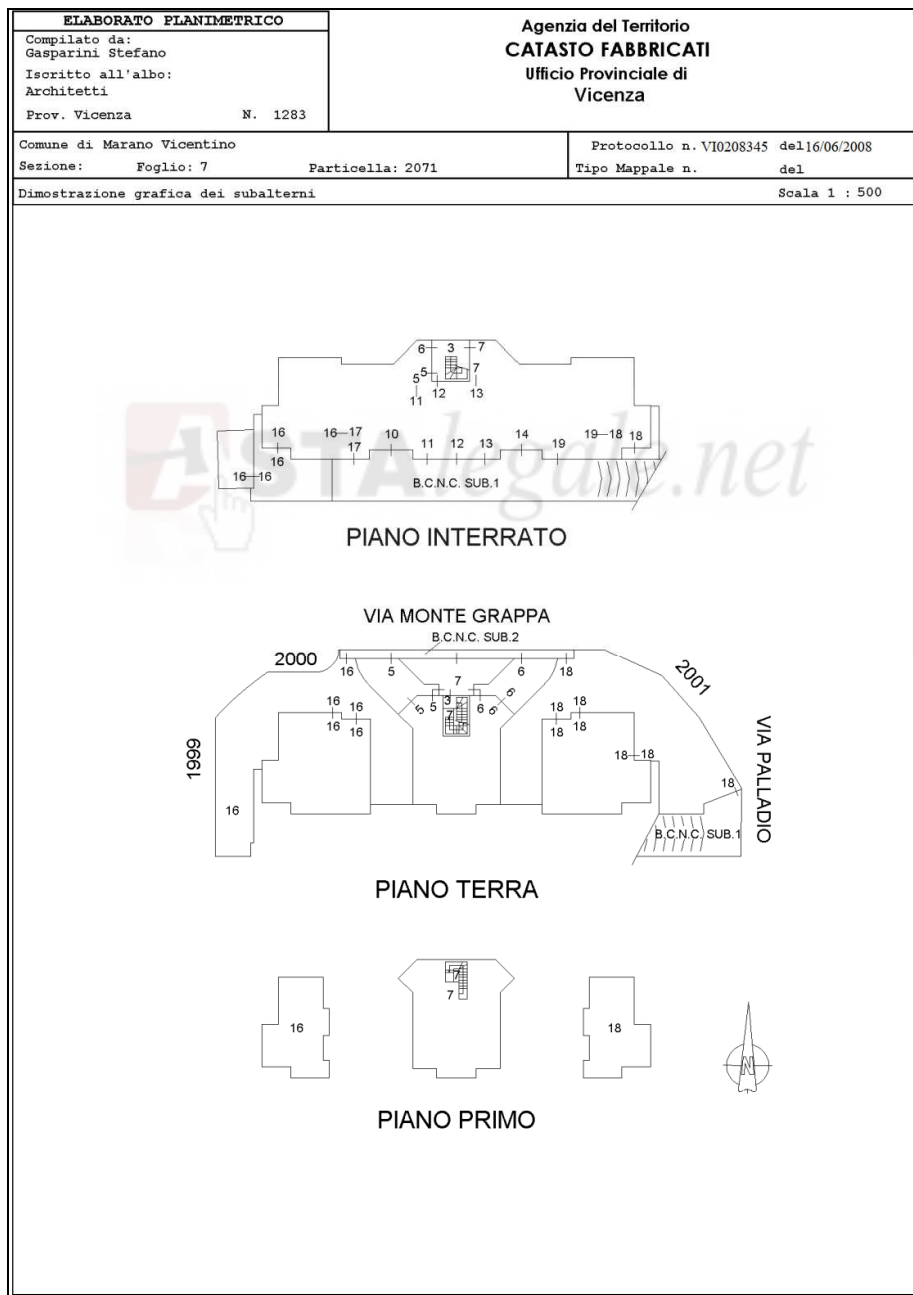 ELABORATO PLANIMETRICO
Compilato da:
Gasparini Stefano
Iscritto all'albo:
Architetti
Prov. Vicenza N. 1283
Agenzia del Territorio
CATASTO FABBRICATI
Ufficio Provinciale di
Vicenza
Comune di Marano Vicentino
Sezione: Foglio: 7 Particella: 2071
Protocollo n. VI0208345 del 16/06/2008
Tipo Mappale n. del
Dimostrazione grafica dei subalterni Scala 1 : 500
6 3 7
5 7
5 12 13
11
16 16 17 10 11 12 13 14 19 19 18 18
17
16
16 16
B.C.N.C. SUB.1
ASTAlegale.net
PIANO INTERRATO
VIA MONTE GRAPPA
B.C.N.C. SUB.2
2000 16 5 7 6 18 2001
5 3 6
5 6 6
7
16 16 18 18
16 16 18 18
1999
18 18
VIA PALLADIO
18
16
B.C.N.C. SUB.1
PIANO TERRA
7
7
16 18
N
PIANO PRIMO